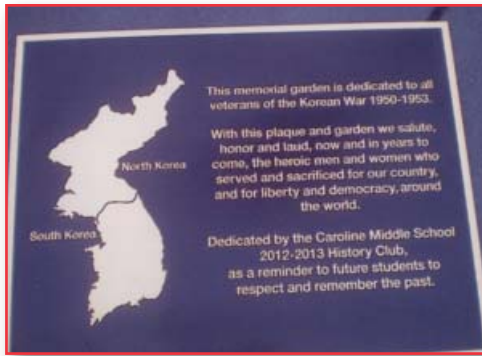 This memorial garden is dedicated to all
veterans of the Korean War 1950-1953.
With this plaque and garden we salute,
honor and laud, now and in years to
come, the heroic men and women who
served and sacrificed for our country,
and for liberty and democracy, around
the world.
North Korea
South Korea
Dedicated by the Caroline Middle School
2012-2013 History Club,
as a reminder to future students to
respect and remember the past.